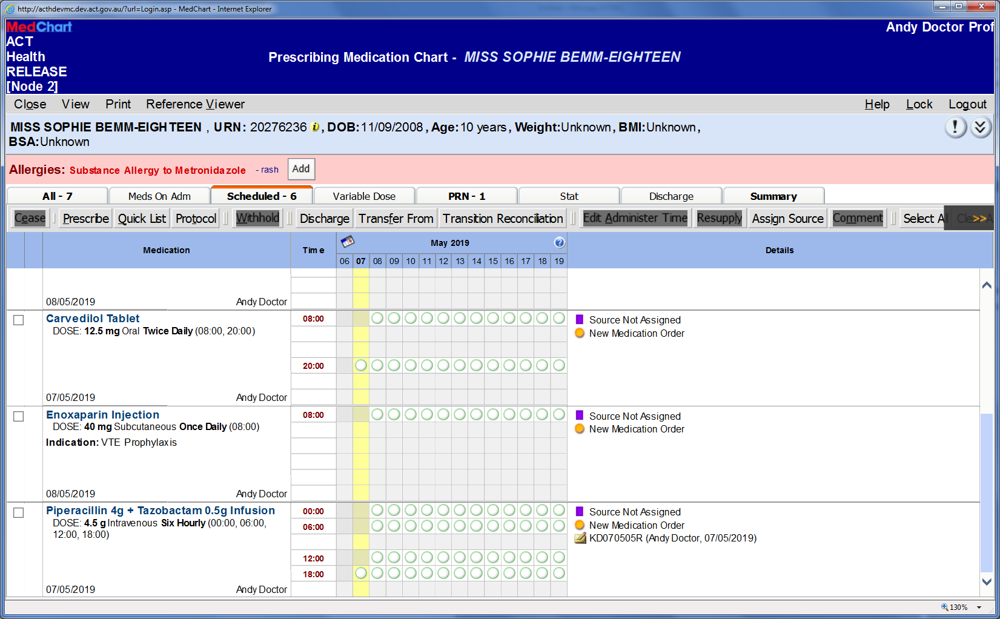 http://acthdevmc.dev.act.gov.au/?url=Login.asp - MedChart - Internet Explorer
MedChart
ACT
Health
RELEASE
[Node 2]
Prescribing Medication Chart - MISS SOPHIE BEMM-EIGHTEEN
Andy Doctor Prof
Close View Print Reference Viewer Help Lock Logout
MISS SOPHIE BEMM-EIGHTEEN , URN: 20276236 i , DOB:11/09/2008 , Age:10 years , Weight:Unknown , BMI:Unknown ,
BSA:Unknown
!
Allergies: Substance Allergy to Metronidazole - rash Add
All - 7 Meds On Adm Scheduled - 6 Variable Dose PRN - 1 Stat Discharge Summary
Cease Prescribe Quick List Protocol Withhold Discharge Transfer From Transition Reconciliation Edit Administer Time Resupply Assign Source Comment Select Al >>
Medication Time May 2019 ? Details
06 07 08 09 10 11 12 13 14 15 16 17 18 19
08/05/2019 Andy Doctor
Carvedilol Tablet
DOSE: 12.5 mg Oral Twice Daily (08:00, 20:00)
07/05/2019 Andy Doctor
08:00
20:00
Source Not Assigned
New Medication Order
Enoxaparin Injection
DOSE: 40 mg Subcutaneous Once Daily (08:00)
Indication: VTE Prophylaxis
08/05/2019 Andy Doctor
08:00
Source Not Assigned
New Medication Order
Piperacillin 4g + Tazobactam 0.5g Infusion
DOSE: 4.5 g Intravenous Six Hourly (00:00, 06:00,
12:00, 18:00)
07/05/2019 Andy Doctor
00:00
06:00
12:00
18:00
Source Not Assigned
New Medication Order
KD070505R (Andy Doctor, 07/05/2019)
130%